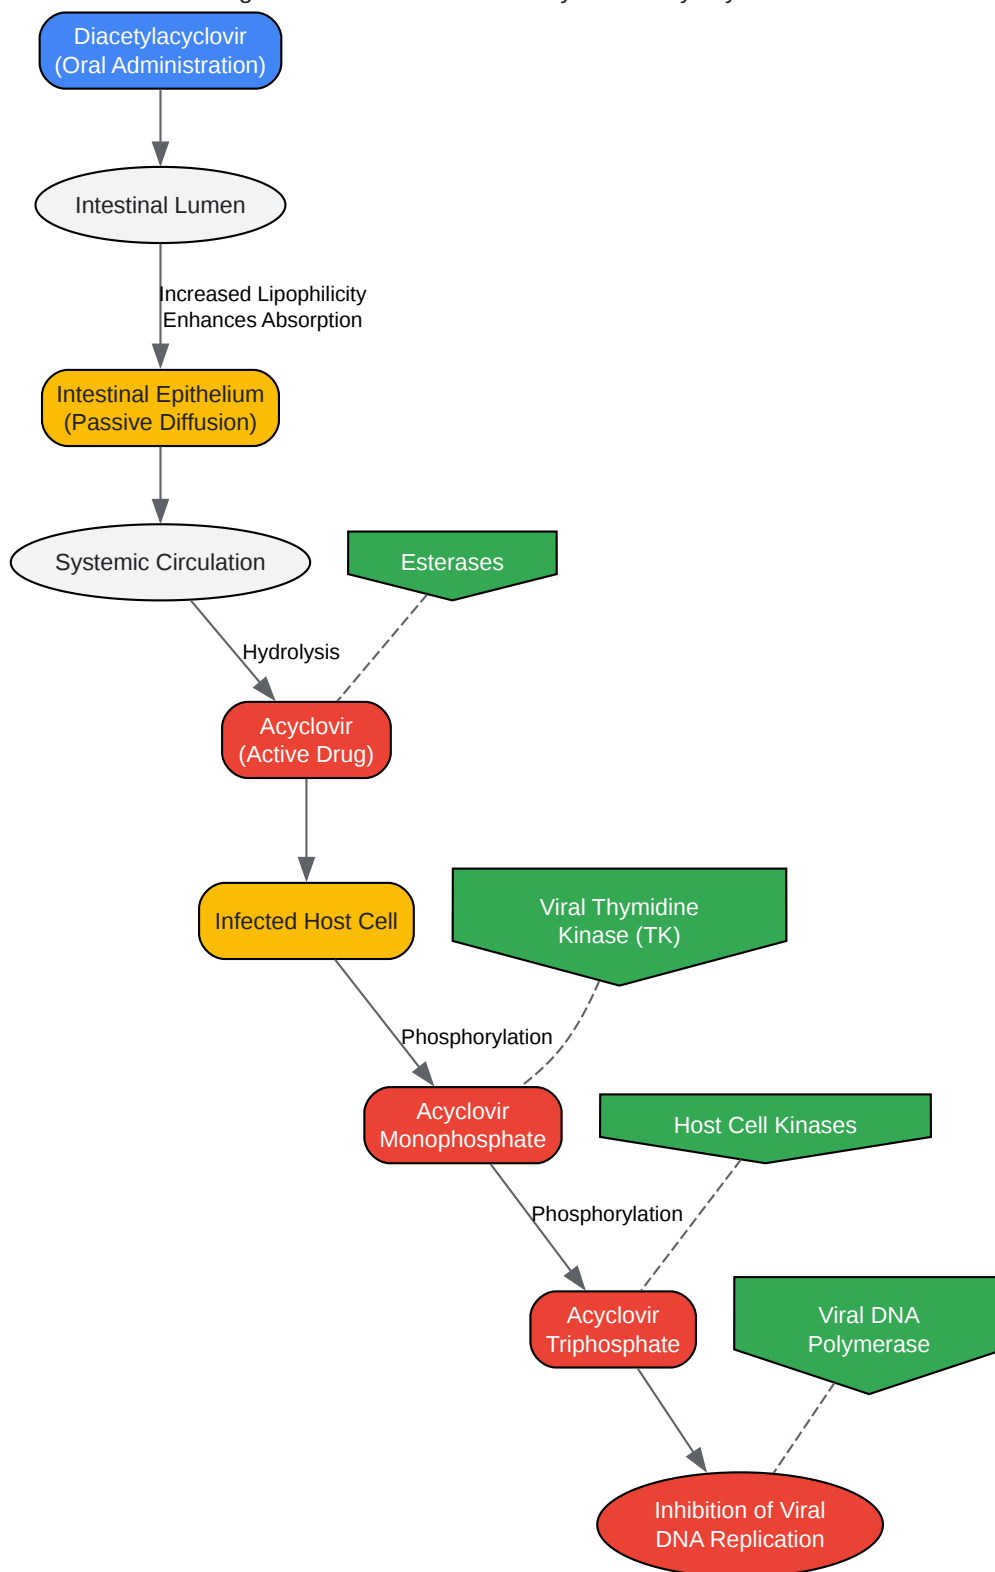 Diacetylacyclovir
(Oral Administration)
Intestinal Lumen
Increased Lipophilicity
Enhances Absorption
Intestinal Epithelium
(Passive Diffusion)
Systemic Circulation
Esterases
Hydrolysis
Acyclovir
(Active Drug)
Infected Host Cell
Viral Thymidine
Kinase (TK)
Phosphorylation
Acyclovir
Monophosphate
Host Cell Kinases
Phosphorylation
Acyclovir
Triphosphate
Viral DNA
Polymerase
Inhibition of Viral
DNA Replication